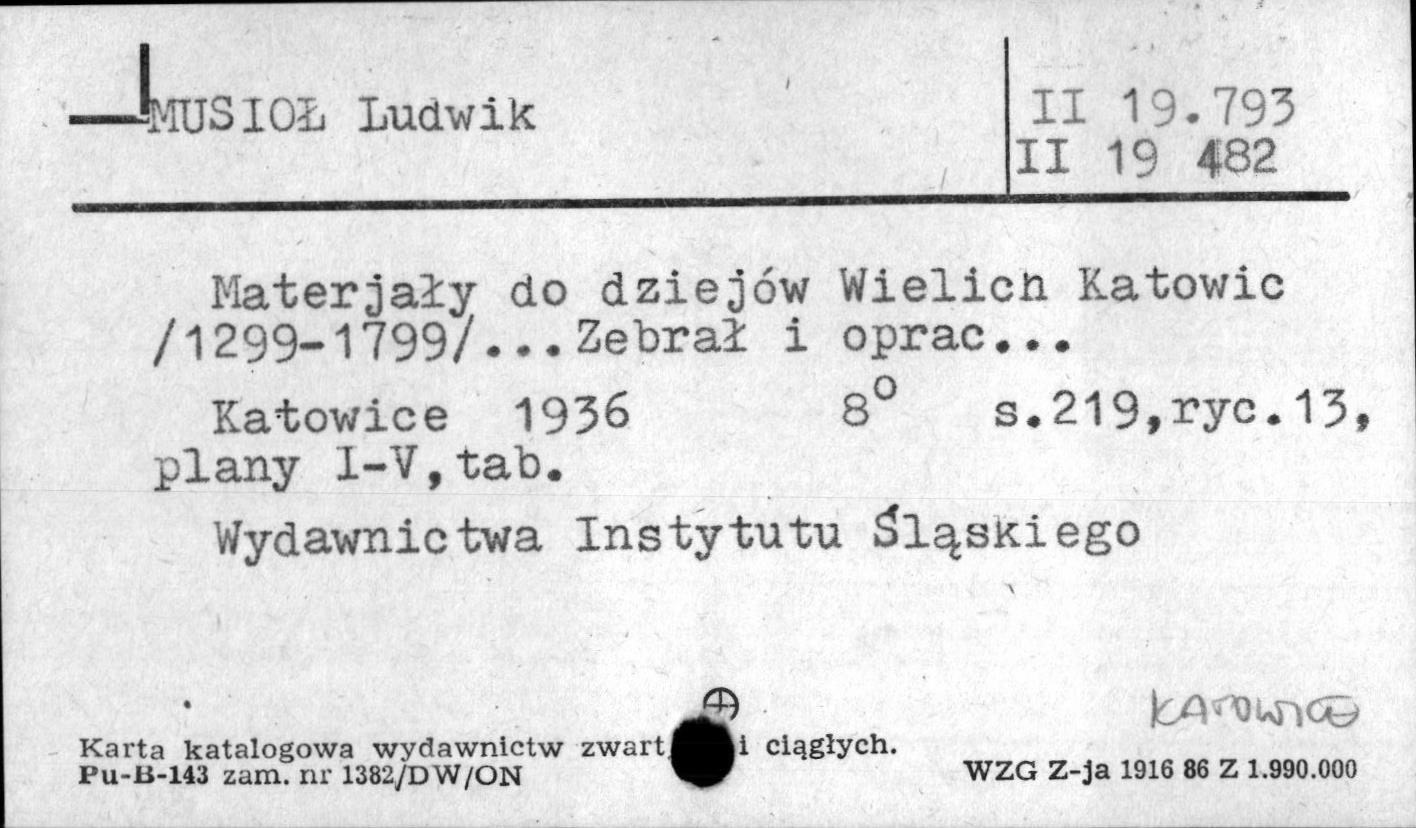 MUSIOŁ Ludwik
II 19.793
II 19 482
Materjały do dziejów Wielich Katowic
/1299-1799/...Zebrał i oprac...
Katowice 1936 8° s.219,ryc.13,
plany I-V,tab.
Wydawnictwa Instytutu Śląskiego
KATOWICE
Karta katalogowa wydawnictw zwart i ciągłych.
Pu-B-143 zam. nr 1382/DW/ON
WZG Z-ja 1916 86 Z 1.990.000